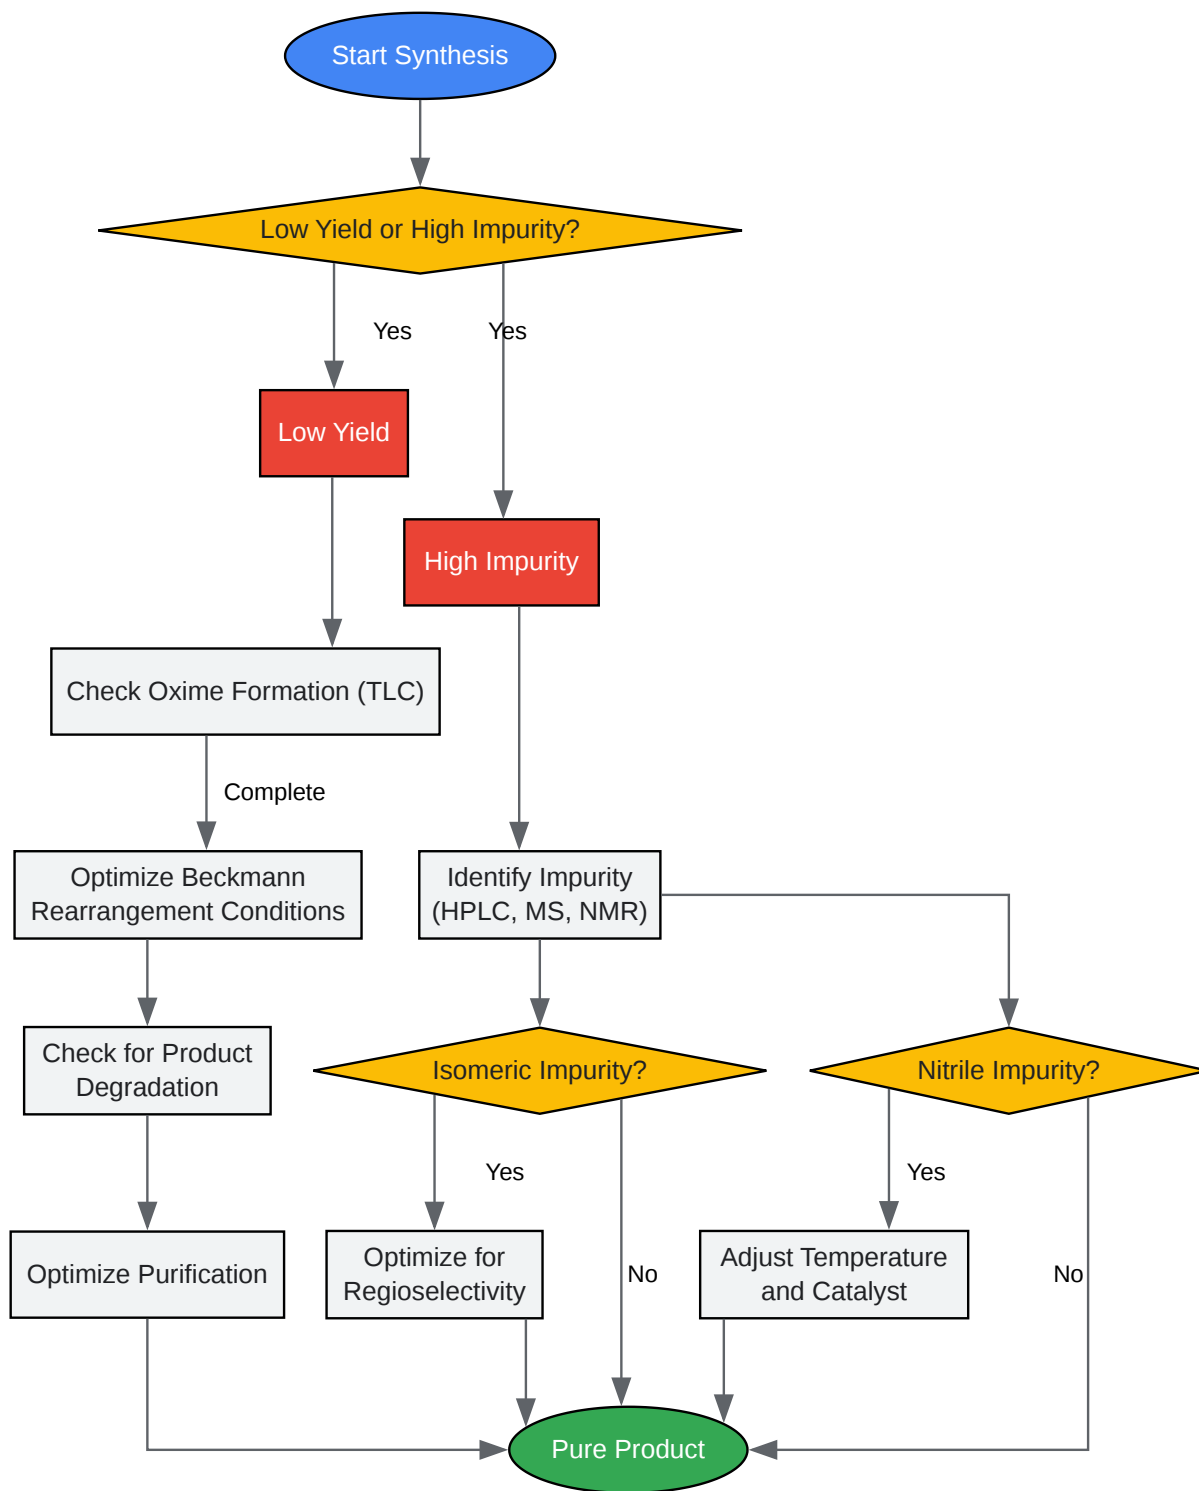 Start Synthesis
Low Yield or High Impurity?
Yes
Yes
Low Yield
High Impurity
Check Oxime Formation (TLC)
Complete
Optimize Beckmann
Rearrangement Conditions
Identify Impurity
(HPLC, MS, NMR)
Check for Product
Degradation
Isomeric Impurity?
Nitrile Impurity?
Yes
Yes
Optimize Purification
Optimize for
Regioselectivity
No
Adjust Temperature
and Catalyst
No
Pure Product